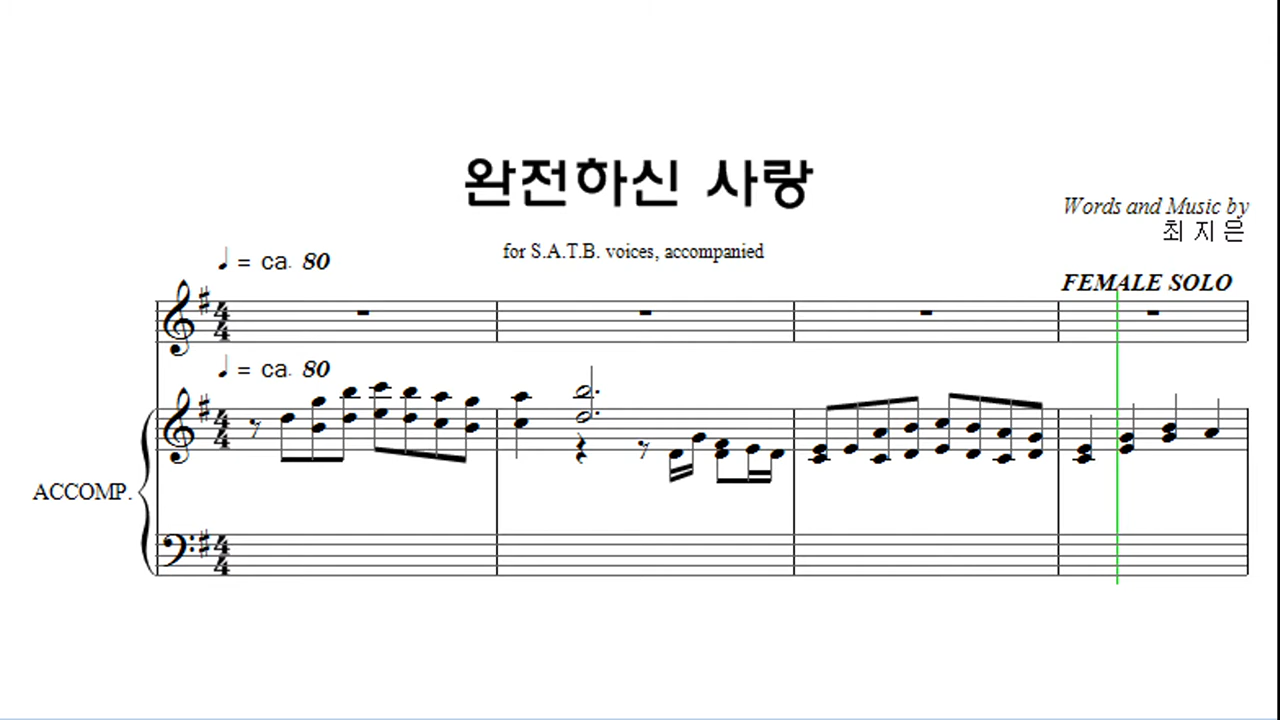 완전하신 사랑
Words and Music by
최 지 은
for S.A.T.B. voices, accompanied
♩ = ca. 80
FEMALE SOLO
♩ = ca. 80
ACCOMP.